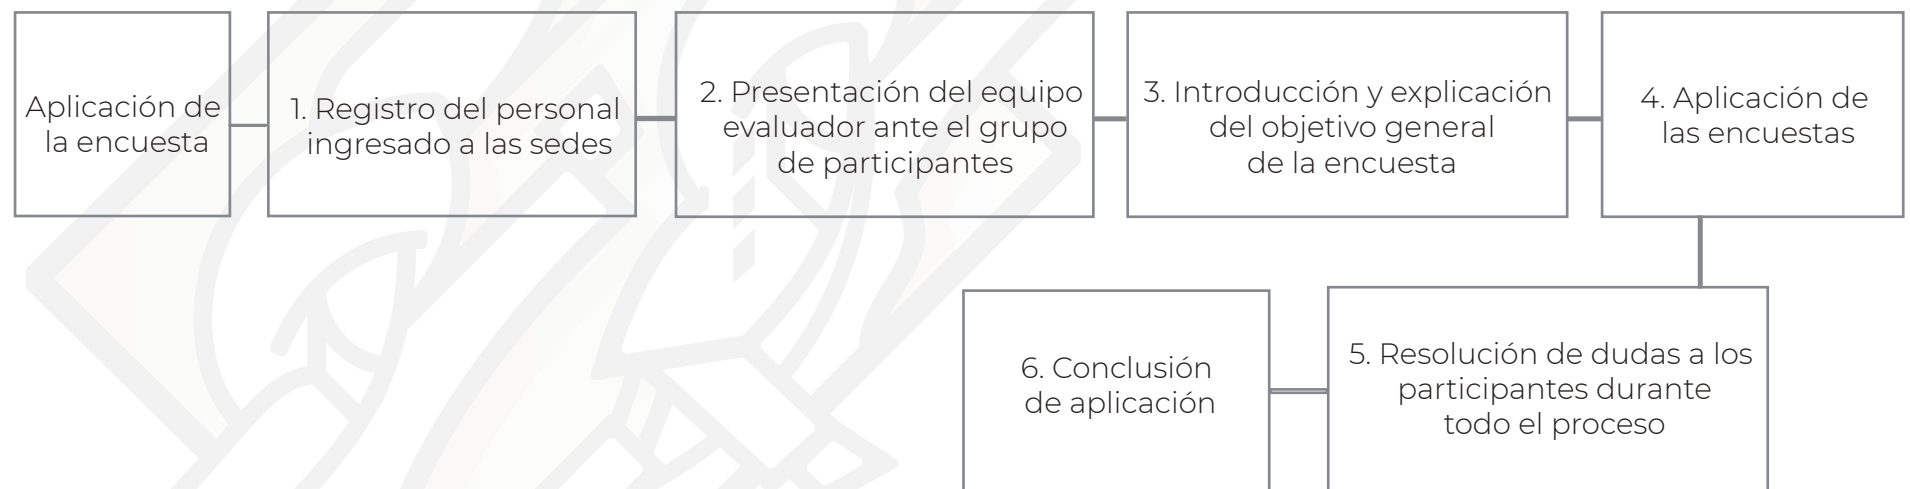 Aplicación de
la encuesta
1. Registro del personal
ingresado a las sedes
2. Presentación del equipo
evaluador ante el grupo
de participantes
3. Introducción y explicación
del objetivo general
de la encuesta
4. Aplicación de
las encuestas
5. Resolución de dudas a los
participantes durante
todo el proceso
6. Conclusión
de aplicación